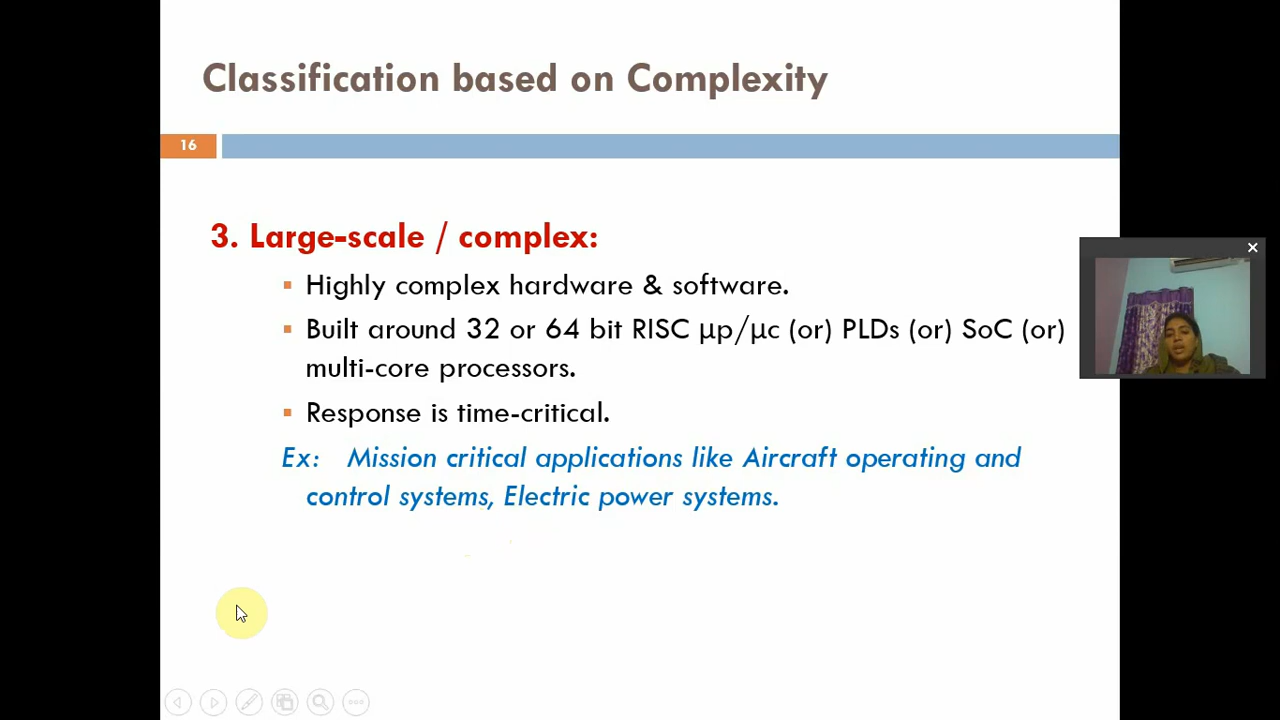 Classification based on Complexity
16
3. Large-scale / complex:
▪ Highly complex hardware & software.
▪ Built around 32 or 64 bit RISC μp/μc (or) PLDs (or) SoC (or)
multi-core processors.
▪ Response is time-critical.
Ex: Mission critical applications like Aircraft operating and
control systems, Electric power systems.